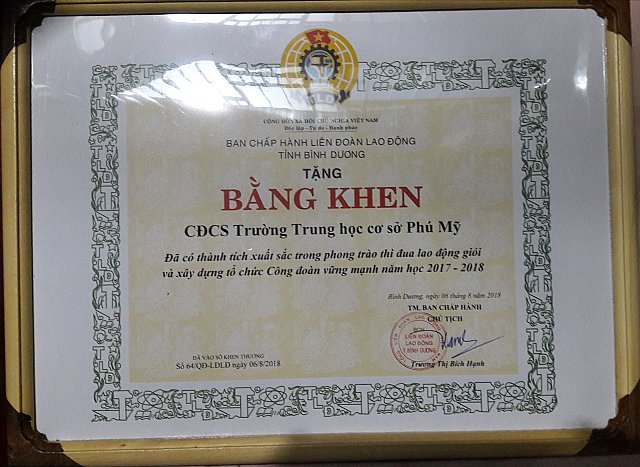 CỘNG HÒA XÃ HỘI CHỦ NGHĨA VIỆT NAM
Độc lập - Tự do - Hạnh phúc
BAN CHẤP HÀNH LIÊN ĐOÀN LAO ĐỘNG
TỈNH BÌNH DƯƠNG
TẶNG
BẰNG KHEN
CĐCS Trường Trung học cơ sở Phú Mỹ
Đã có thành tích xuất sắc trong phong trào thi đua lao động giỏi
và xây dựng tổ chức Công đoàn vững mạnh năm học 2017 - 2018
Bình Dương, ngày 06 tháng 8 năm 2018
TM. BAN CHẤP HÀNH
CHỦ TỊCH
LIÊN ĐOÀN
LAO ĐỘNG
T.BÌNH DƯƠNG
Trương Thị Bích Hạnh
ĐÃ VÀO SỔ KHEN THƯỞNG
Số 64/QĐ-LĐLĐ ngày 06/8/2018